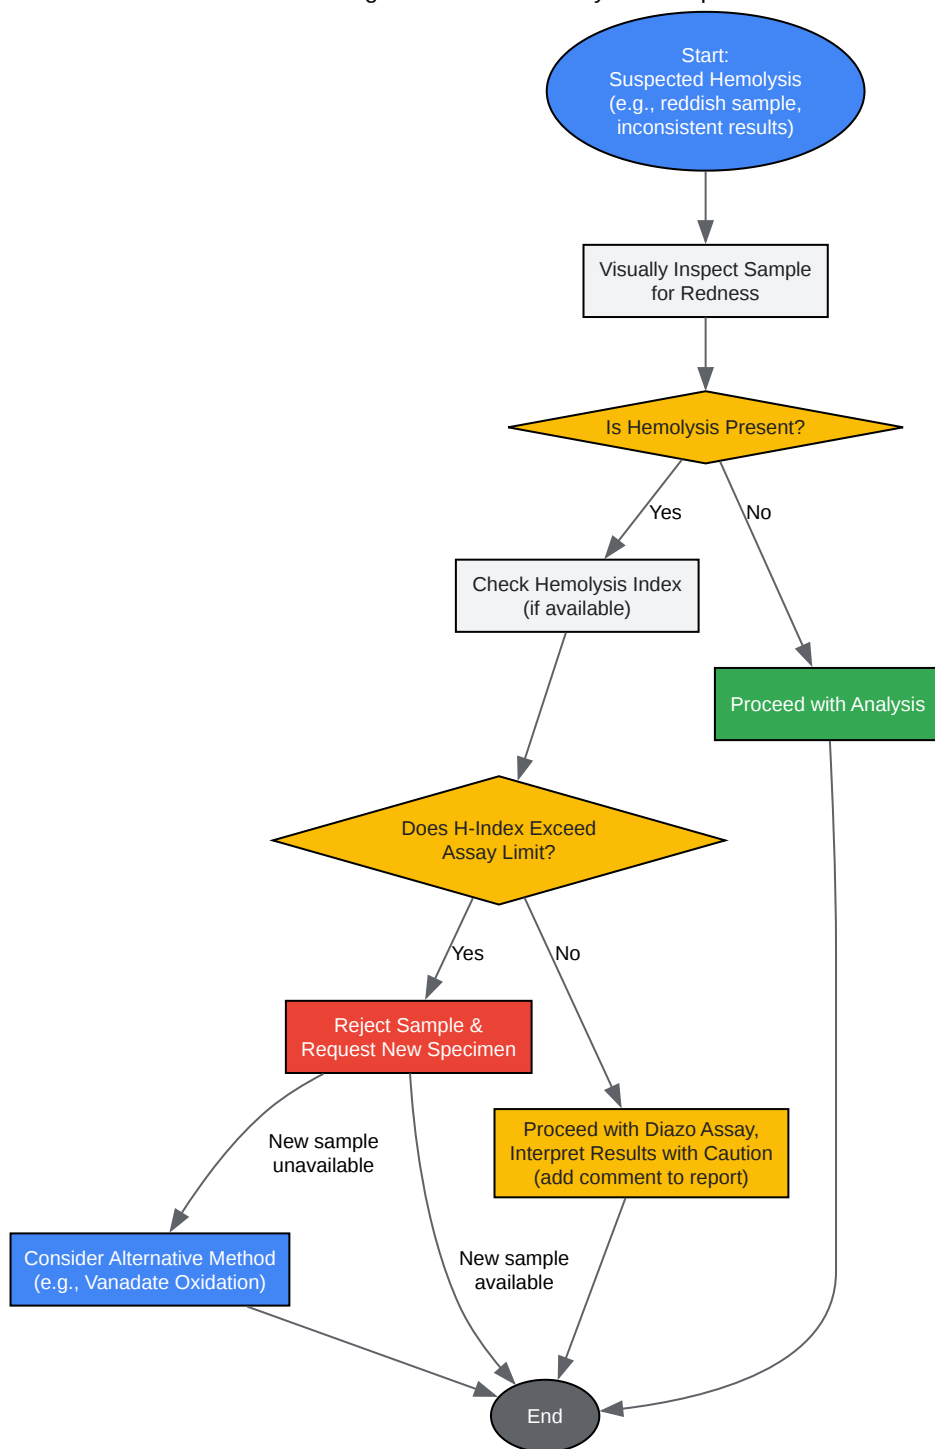 Start:
Suspected Hemolysis
(e.g., reddish sample,
inconsistent results)
Visually Inspect Sample
for Redness
Is Hemolysis Present?
Yes
No
Check Hemolysis Index
(if available)
Proceed with Analysis
Does H-Index Exceed
Assay Limit?
Yes
No
Reject Sample &
Request New Specimen
Proceed with Diazo Assay,
Interpret Results with Caution
(add comment to report)
New sample
unavailable
Consider Alternative Method
(e.g., Vanadate Oxidation)
New sample
available
End